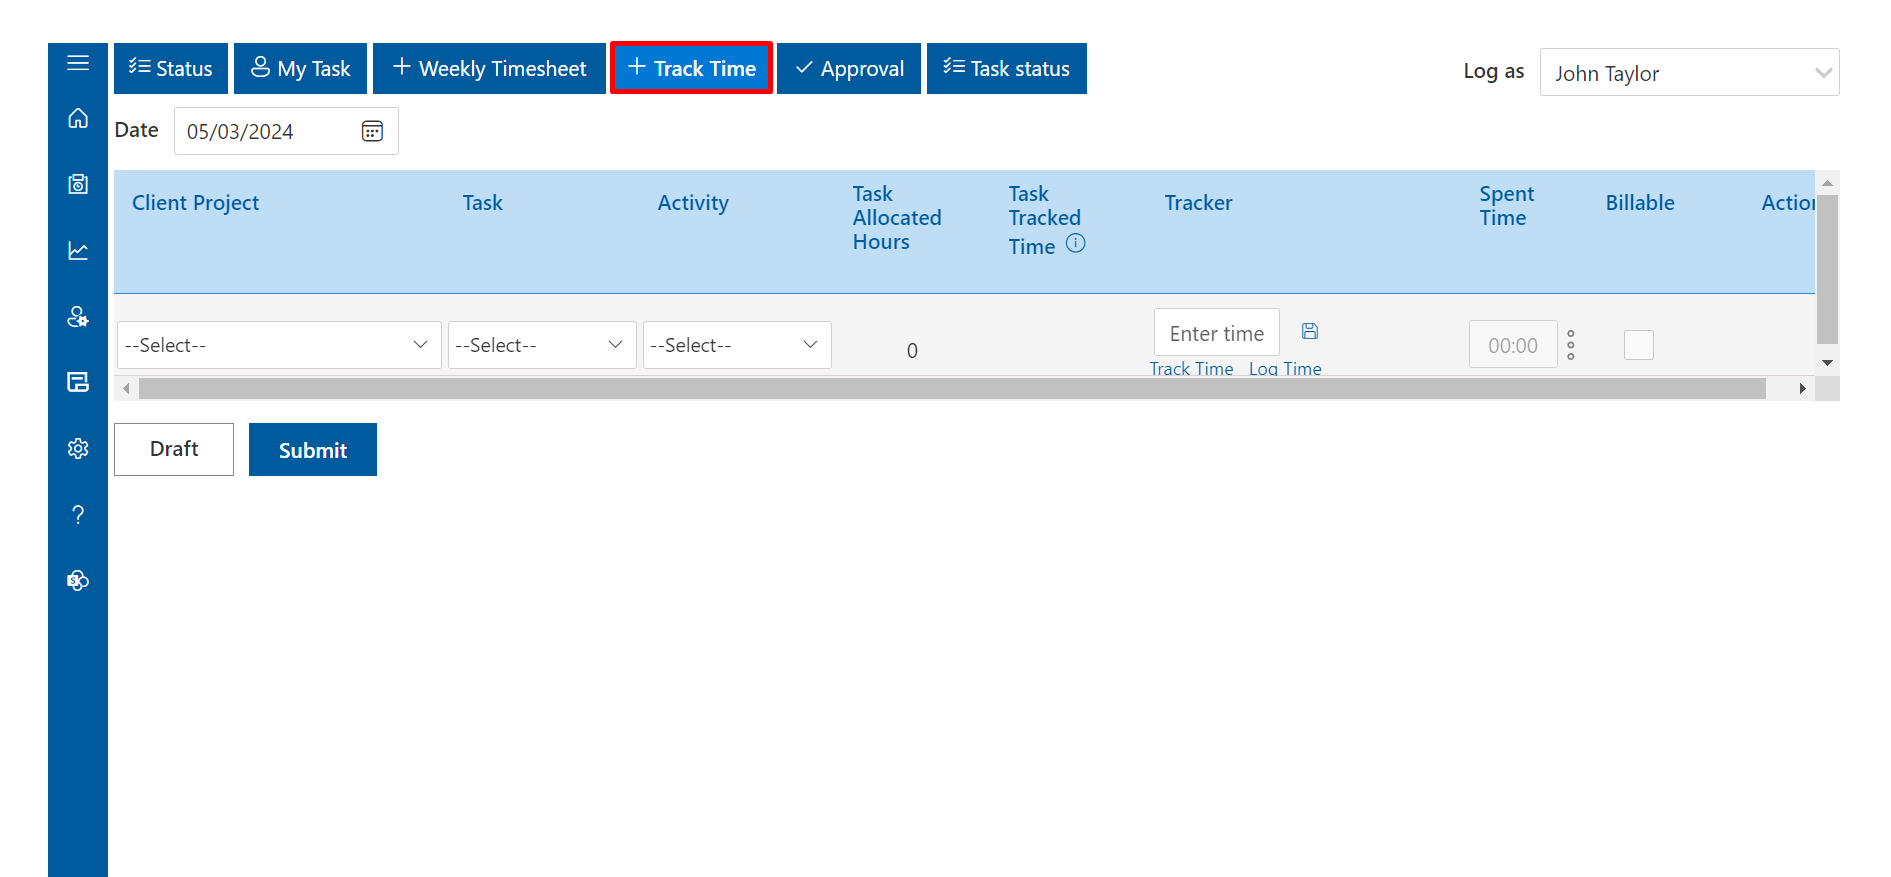 Status My Task Weekly Timesheet Track Time Approval Task status Log as John Taylor
Date 05/03/2024
Client Project Task Activity Task Allocated Hours Task Tracked Time Tracker Spent Time Billable Action
--Select-- --Select-- --Select-- 0 Enter time 00:00
Track Time Log Time
Draft Submit
?
S